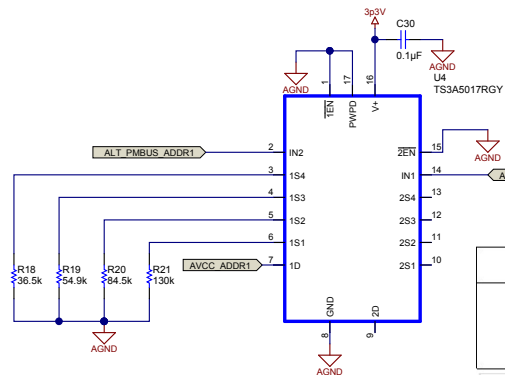 3p3V
C30
0.1µF
AGND
AGND
U4
TS3A5017RGY
1
17
16
1EN
PWPD
V+
ALT_PMBUS_ADDR1
2
IN2
2EN
15
AGND
3
1S4
IN1
14
A
4
1S3
2S4
13
5
1S2
2S3
12
6
1S1
2S2
11
AVCC_ADDR1
7
1D
2S1
10
R18
36.5k
R19
54.9k
R20
84.5k
R21
130k
GND
2D
8
9
AGND
AGND